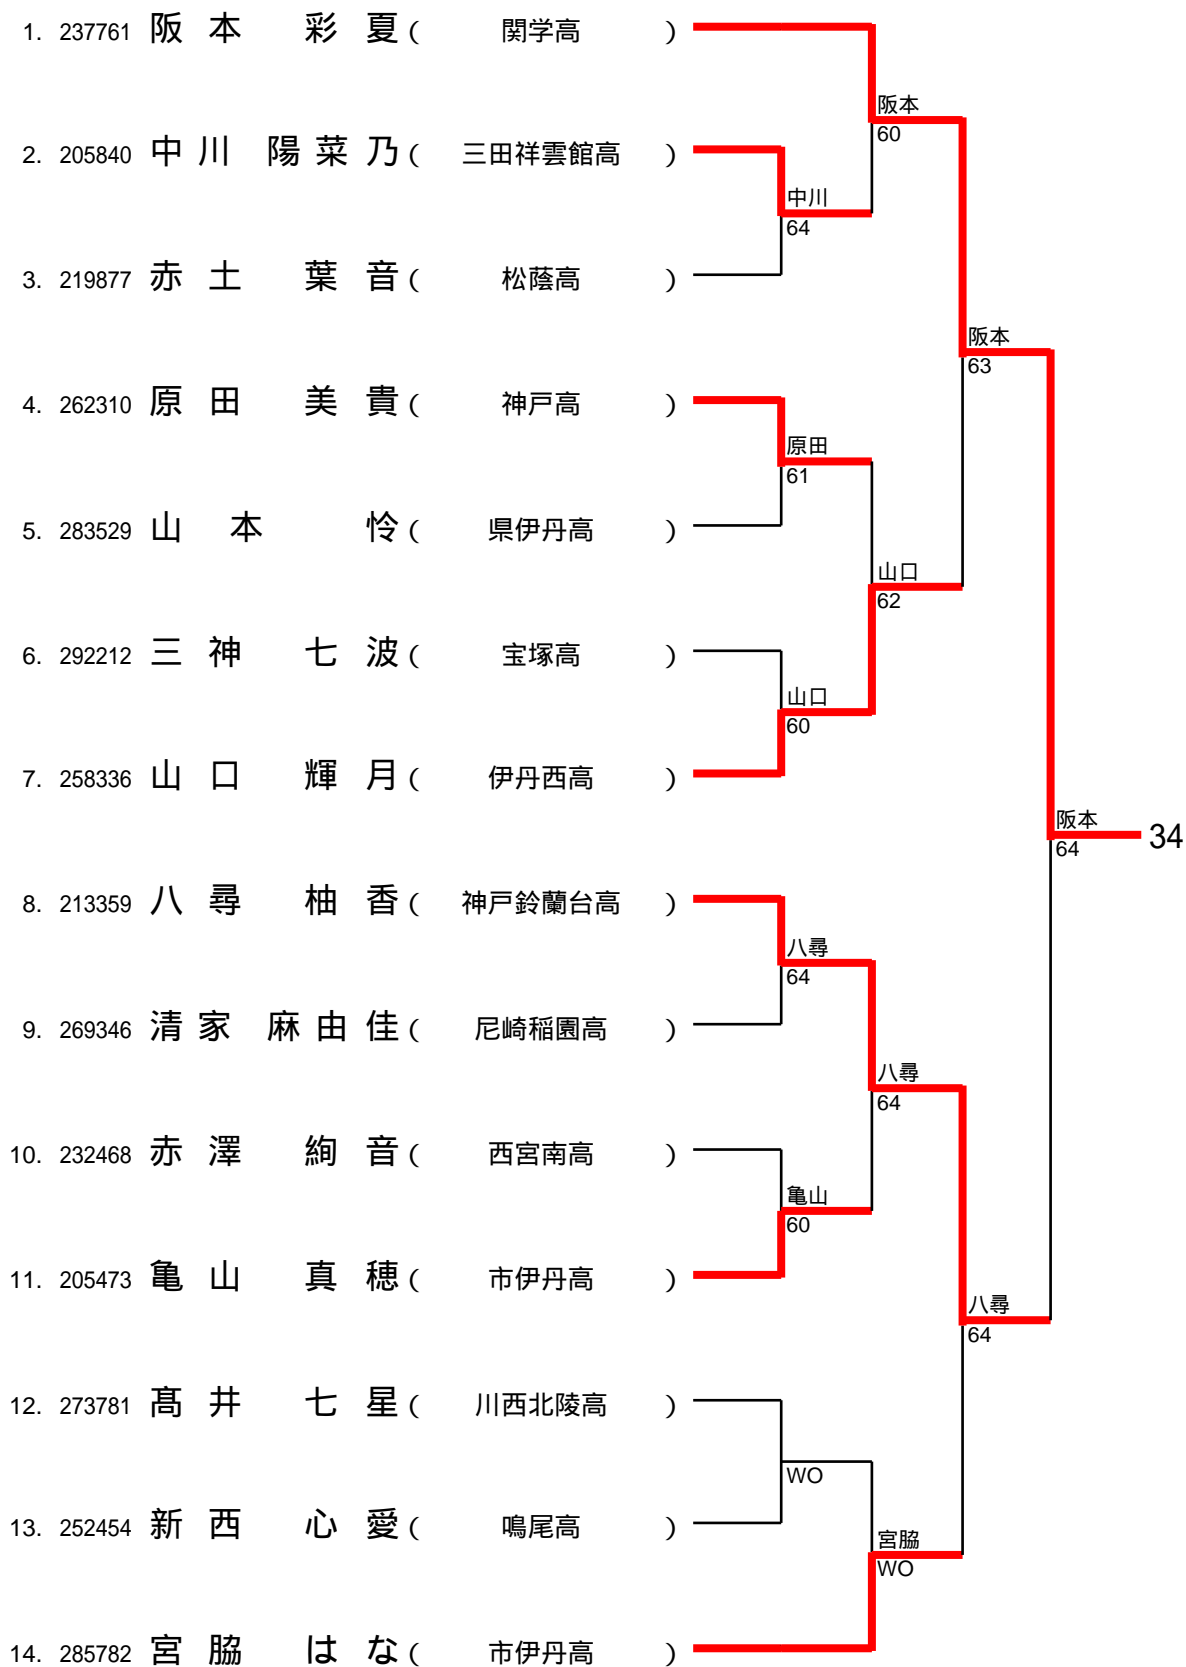 1. 237761 阪本 彩夏 ( 関学高 )
阪本
60
2. 205840 中川 陽菜乃 ( 三田祥雲館高 )
中川
64
3. 219877 赤土 葉音 ( 松蔭高 )
阪本
63
4. 262310 原田 美貴 ( 神戸高 )
原田
61
5. 283529 山本 怜 ( 県伊丹高 )
山口
62
6. 292212 三神 七波 ( 宝塚高 )
山口
60
7. 258336 山口 輝月 ( 伊丹西高 )
阪本
64
34
8. 213359 八尋 柚香 ( 神戸鈴蘭台高 )
八尋
64
9. 269346 清家 麻由佳 ( 尼崎稲園高 )
八尋
64
10. 232468 赤澤 絢音 ( 西宮南高 )
亀山
60
11. 205473 亀山 真穂 ( 市伊丹高 )
八尋
64
12. 273781 髙井 七星 ( 川西北陵高 )
WO
13. 252454 新西 心愛 ( 鳴尾高 )
宮脇
WO
14. 285782 宮脇 はな ( 市伊丹高 )